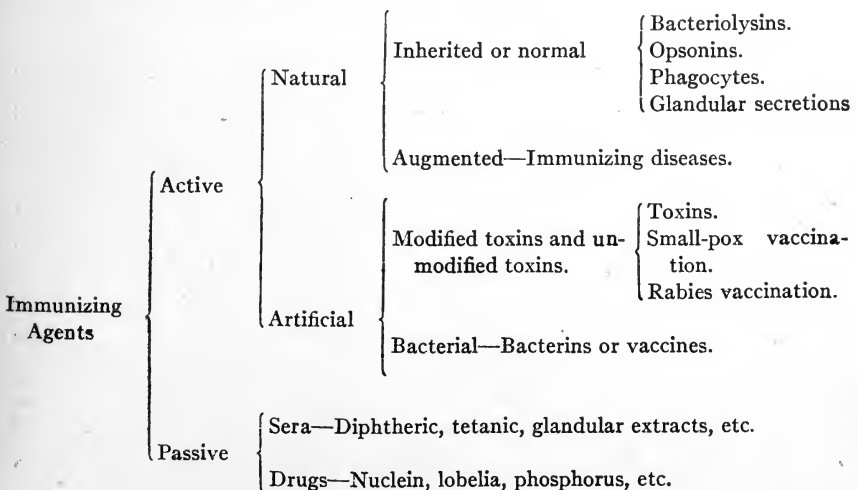 Bacteriolysins.
Inherited or normal
Opsonins.
Phagocytes.
Natural
Glandular secretions
Augmented—Immunizing diseases.
Active
Toxins.
Modified toxins and un-
modified toxins.
Small-pox vaccina-
tion.
Rabies vaccination.
Immunizing
Agents
Artificial
Bacterial—Bacterins or vaccines.
Sera—Diphtheric, tetanic, glandular extracts, etc.
Passive
Drugs—Nuclein, lobelia, phosphorus, etc.